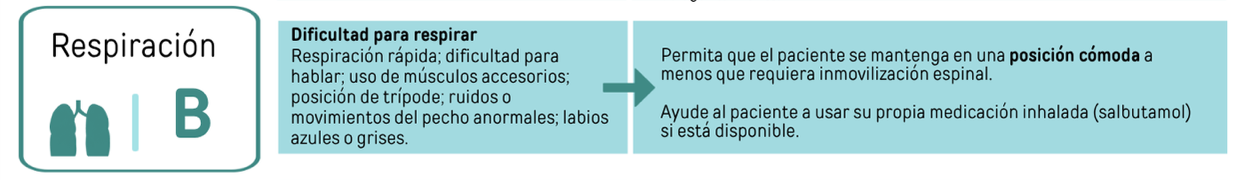 Respiración
B
Dificultad para respirar
Respiración rápida; dificultad para
hablar; uso de músculos accesorios;
posición de trípode; ruidos o
movimientos del pecho anormales; labios
azules o grises.
Permita que el paciente se mantenga en una posición cómoda a
menos que requiera inmovilización espinal.
Ayude al paciente a usar su propia medicación inhalada (salbutamol)
si está disponible.